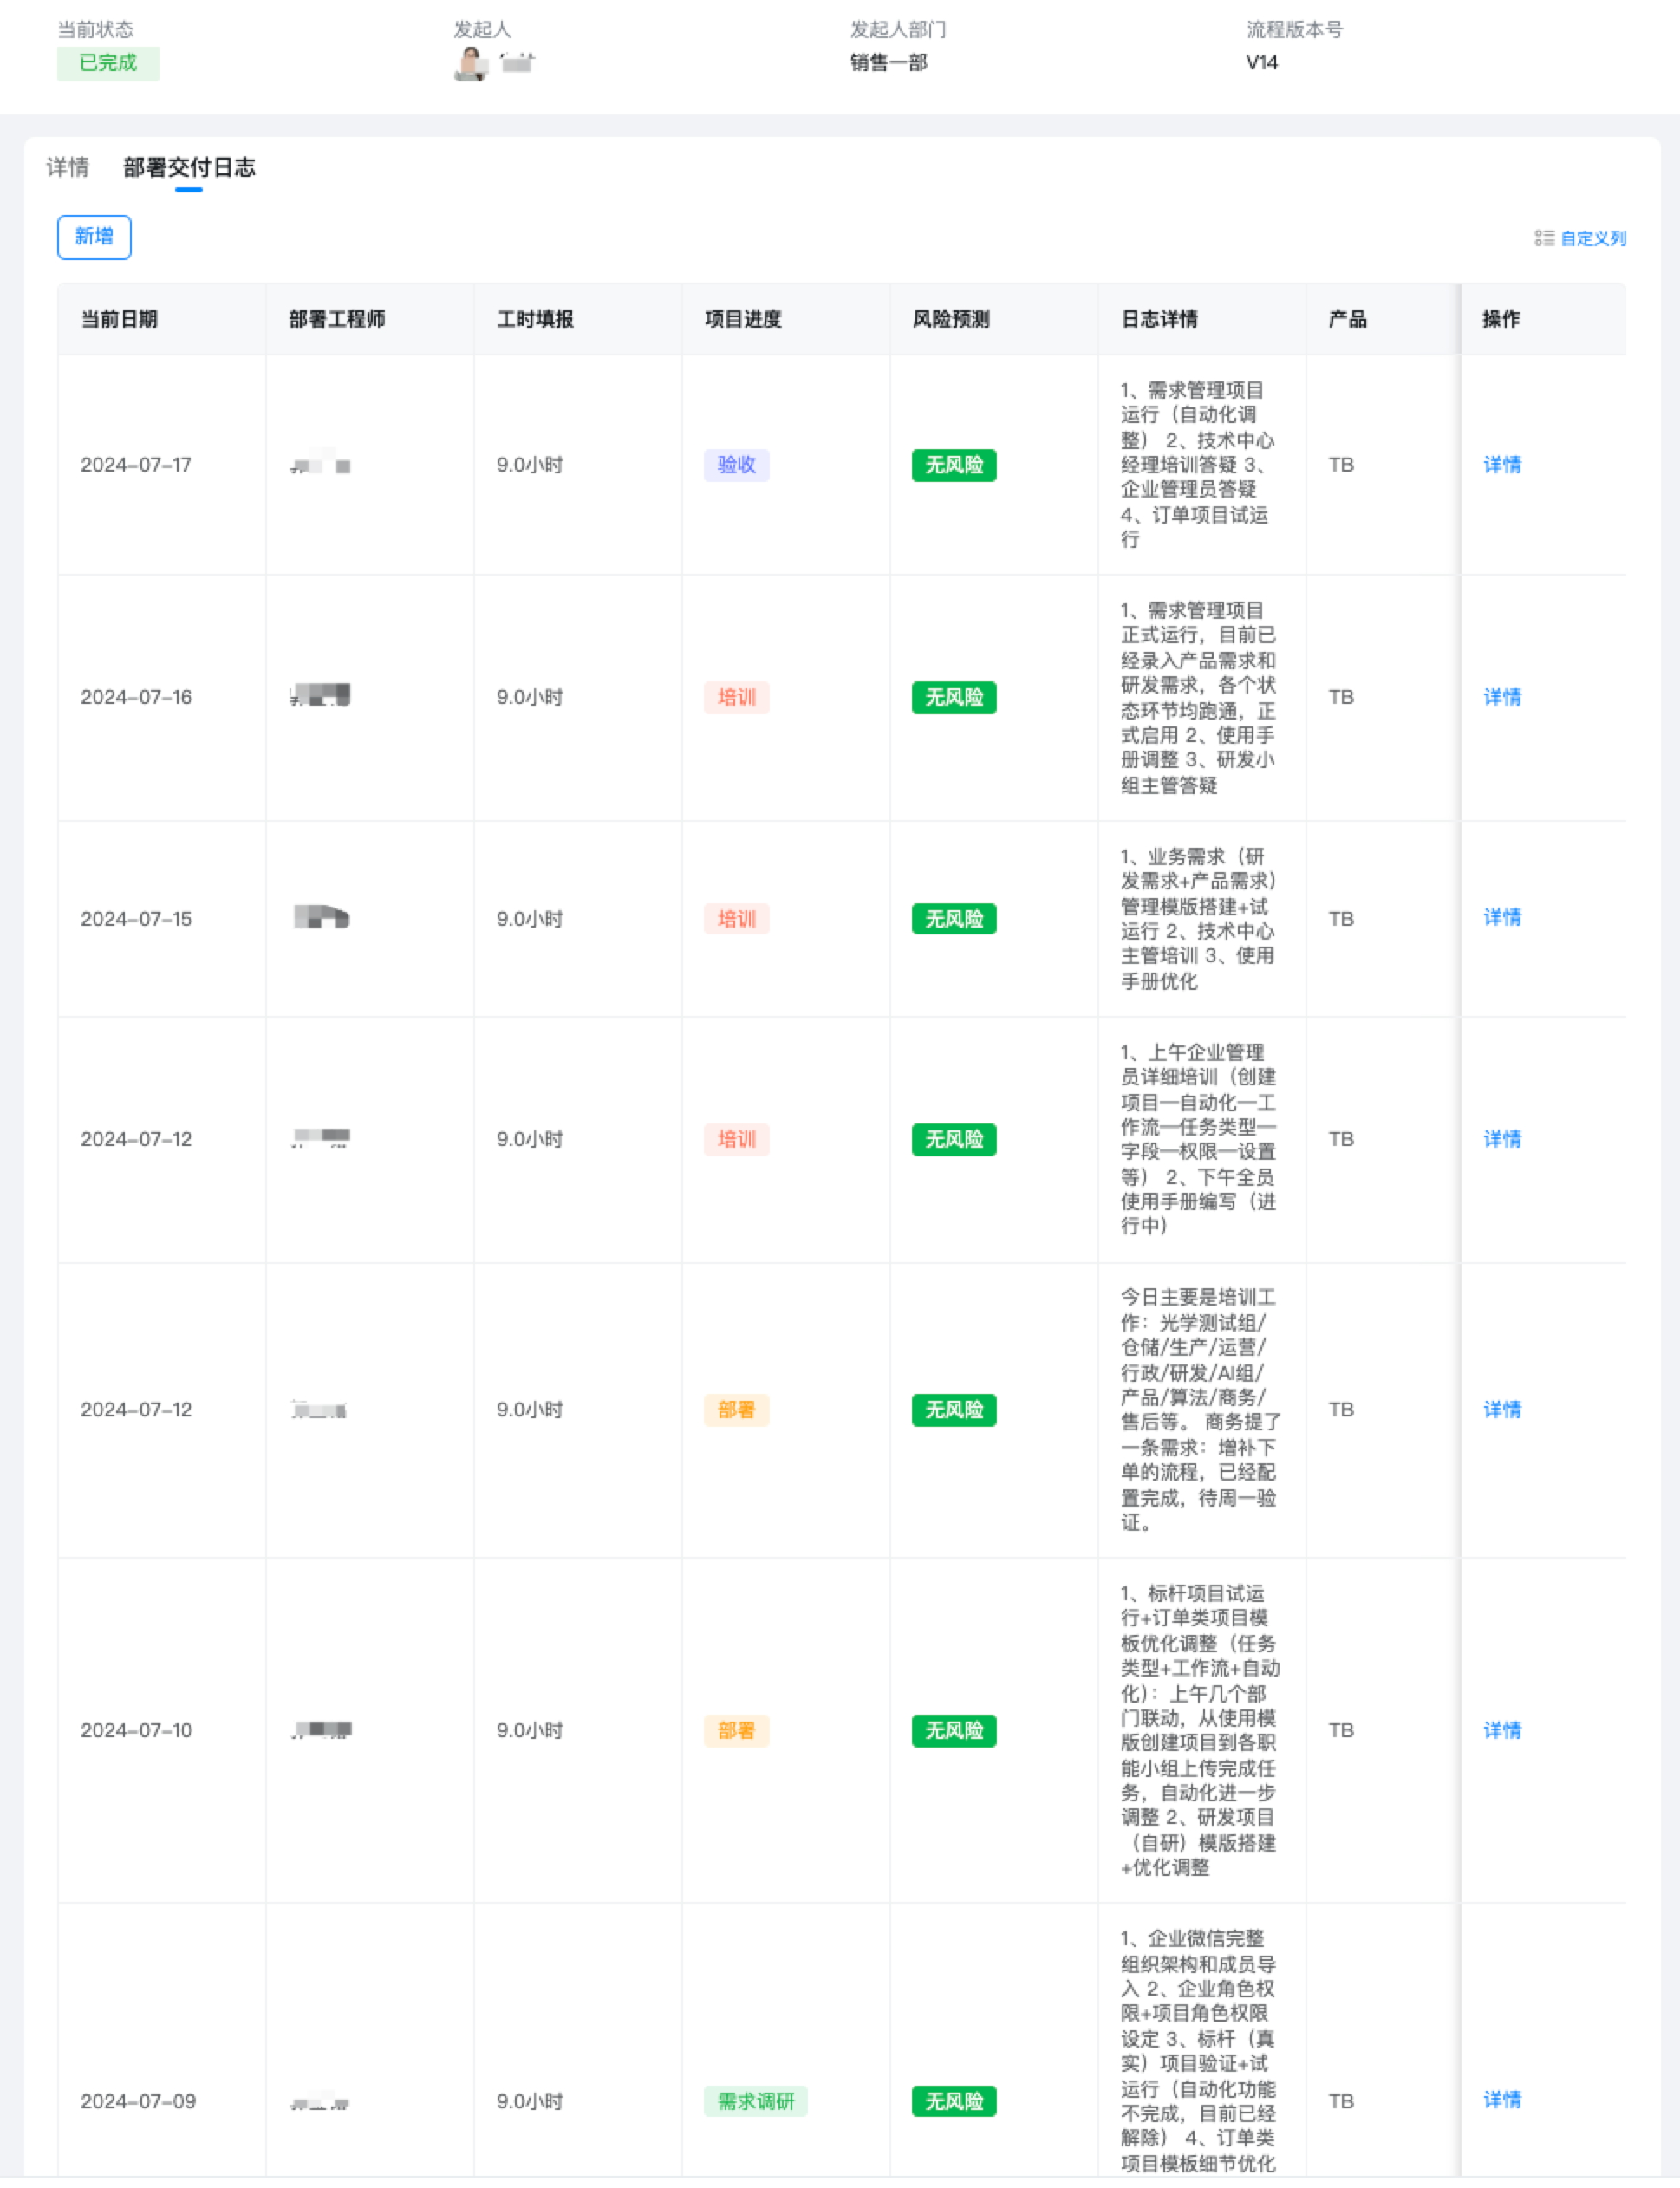 当前状态
发起人
发起人部门
流程版本号
已完成
销售一部
V14
详情
部署交付日志
新增
自定义列
当前日期
部署工程师
工时填报
项目进度
风险预测
日志详情
产品
操作
2024-07-17
9.0小时
验收
无风险
1、需求管理项目
运行（自动化调
整） 2、技术中心
经理培训答疑 3、
企业管理员答疑
4、订单项目试运
行
TB
详情
2024-07-16
9.0小时
培训
无风险
1、需求管理项目
正式运行，目前已
经录入产品需求和
研发需求，各个状
态环节均跑通，正
式启用 2、使用手
册调整 3、研发小
组主管答疑
TB
详情
2024-07-15
9.0小时
培训
无风险
1、业务需求（研
发需求+产品需求）
管理模版搭建+试
运行 2、技术中心
主管培训 3、使用
手册优化
TB
详情
2024-07-12
9.0小时
培训
无风险
1、上午企业管理
员详细培训（创建
项目—自动化—工
作流—任务类型—
字段—权限—设置
等） 2、下午全员
使用手册编写（进
行中）
TB
详情
2024-07-12
9.0小时
部署
无风险
今日主要是培训工
作：光学测试组/
仓储/生产/运营/
行政/研发/AI组/
产品/算法/商务/
售后等。 商务提了
一条需求：增补下
单的流程，已经配
置完成，待周一验
证。
TB
详情
2024-07-10
9.0小时
部署
无风险
1、标杆项目试运
行+订单类项目模
板优化调整（任务
类型+工作流+自动
化）：上午几个部
门联动，从使用模
版创建项目到各职
能小组上传完成任
务，自动化进一步
调整 2、研发项目
（自研）模版搭建
+优化调整
TB
详情
2024-07-09
9.0小时
需求调研
无风险
1、企业微信完整
组织架构和成员导
入 2、企业角色权
限+项目角色权限
设定 3、标杆（真
实）项目验证+试
运行（自动化功能
不完成，目前已经
解除） 4、订单类
项目模板细节优化
TB
详情